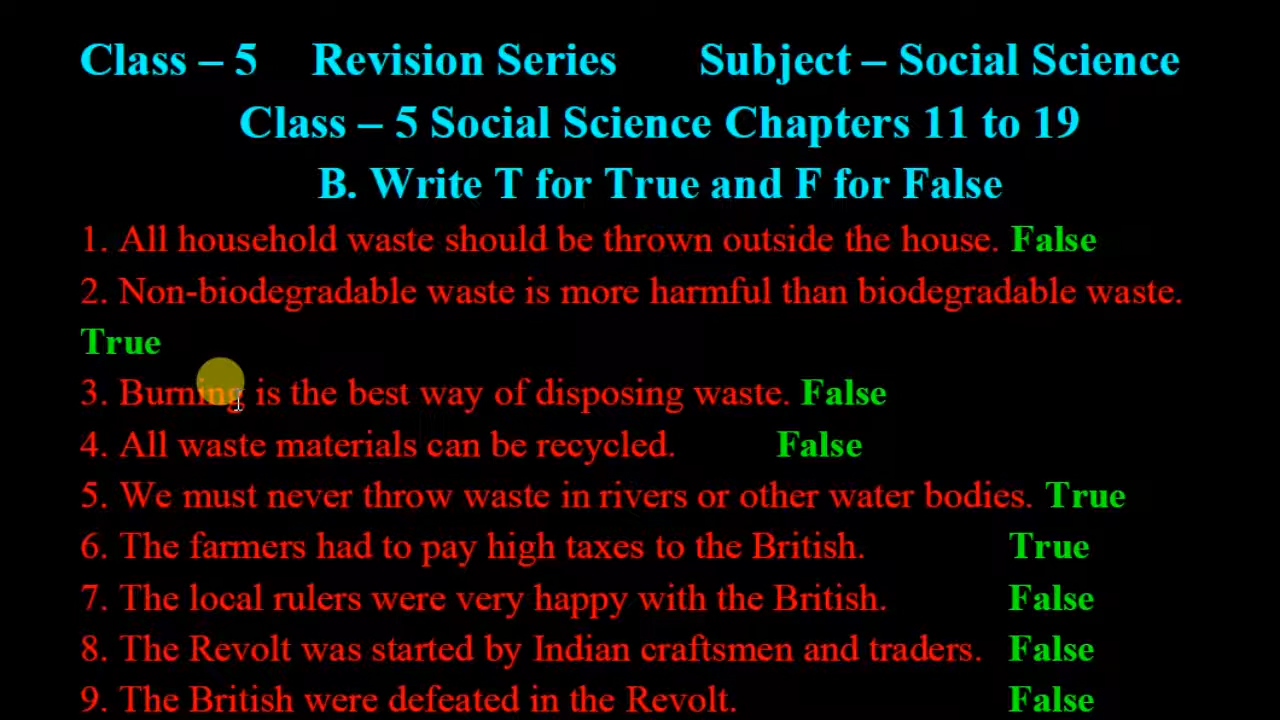 Class – 5 Revision Series Subject – Social Science
Class – 5 Social Science Chapters 11 to 19
B. Write T for True and F for False
1. All household waste should be thrown outside the house. False
2. Non-biodegradable waste is more harmful than biodegradable waste.
True
3. Burning is the best way of disposing waste. False
4. All waste materials can be recycled. False
5. We must never throw waste in rivers or other water bodies. True
6. The farmers had to pay high taxes to the British. True
7. The local rulers were very happy with the British. False
8. The Revolt was started by Indian craftsmen and traders. False
9. The British were defeated in the Revolt. False